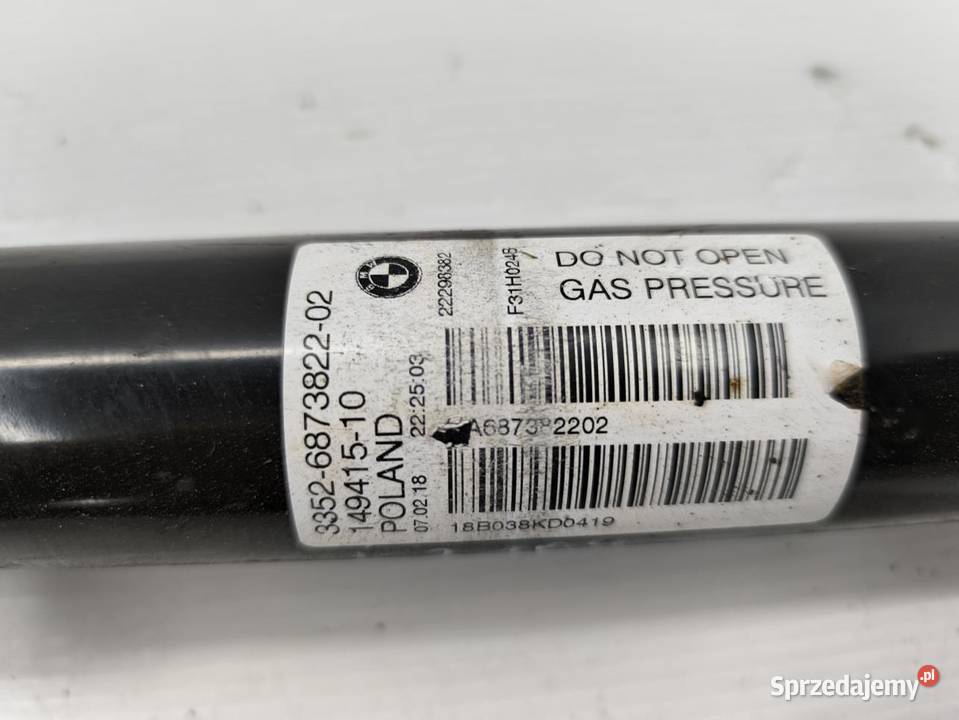 3352-6873822-02
149415-10
POLAND
07.02.18 22:25:03
BMW
22298382
F31H0246
DO NOT OPEN
GAS PRESSURE
18B038KD0419
Sprzedajemy.pl